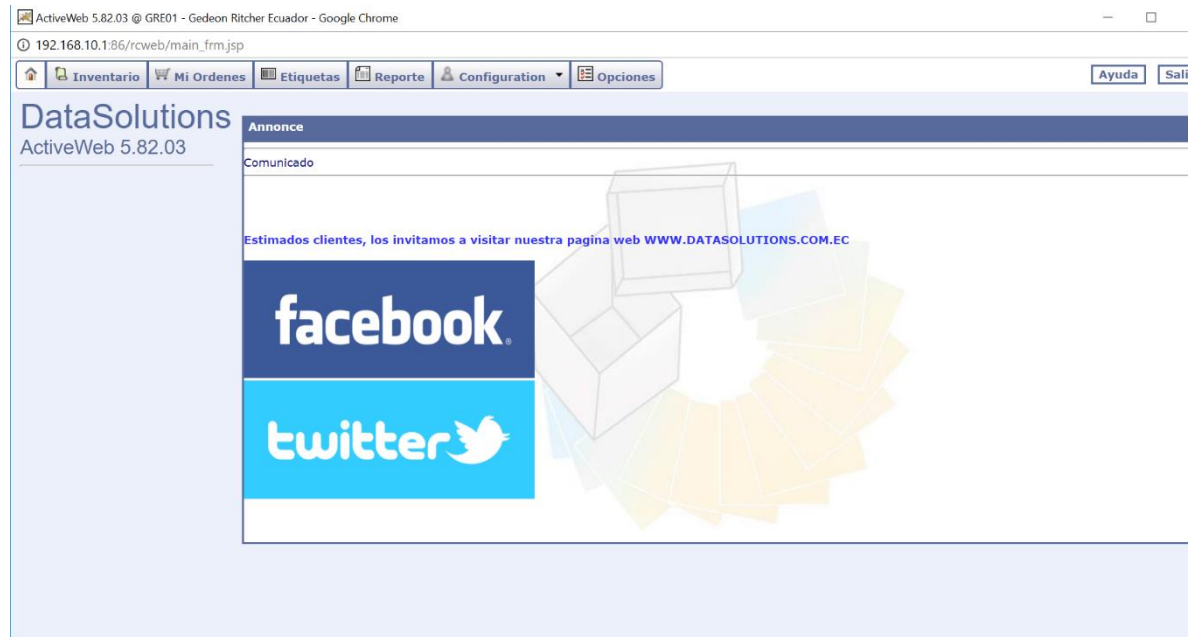 ActiveWeb 5.82.03 @ GRE01 - Gedeon Ritcher Ecuador - Google Chrome
192.168.10.1:86/rcweb/main_frm.jsp
Inventario Mi Ordenes Etiquetas Reporte Configuration Opciones Ayuda Sali
DataSolutions
ActiveWeb 5.82.03
Annonce
Comunicado
Estimados clientes, los invitamos a visitar nuestra pagina web WWW.DATASOLUTIONS.COM.EC
facebook®
twitter